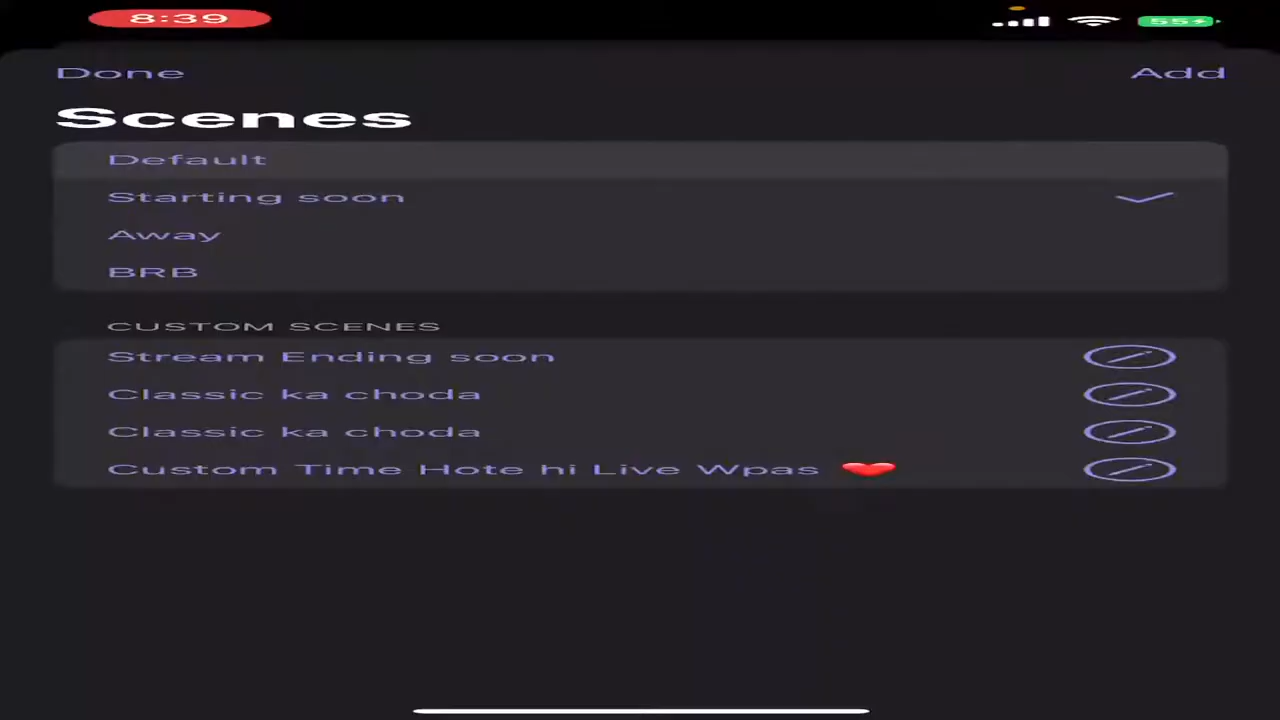 8:39
55
Done
Add
Scenes
Default
Starting soon
Away
BRB
CUSTOM SCENES
Stream Ending soon
Classic ka choda
Classic ka choda
Custom Time Hote hi Live Wpas ❤️